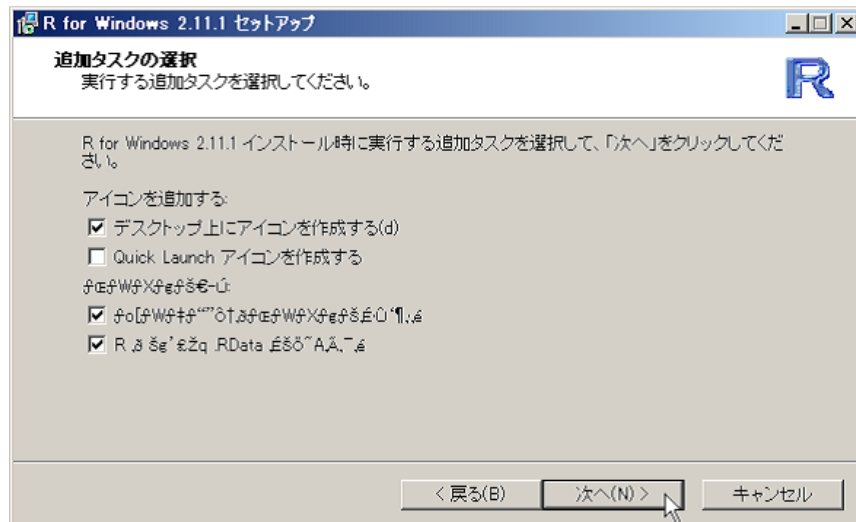 R for Windows 2.11.1 セットアップ
追加タスクの選択
実行する追加タスクを選択してください。
R
R for Windows 2.11.1 インストール時に実行する追加タスクを選択して、「次へ」をクリックしてくだ
さい。
アイコンを追加する:
デスクトップ上にアイコンを作成する(d)
Quick Launch アイコンを作成する
R RData
< 戻る(B)
次へ(N) >
キャンセル